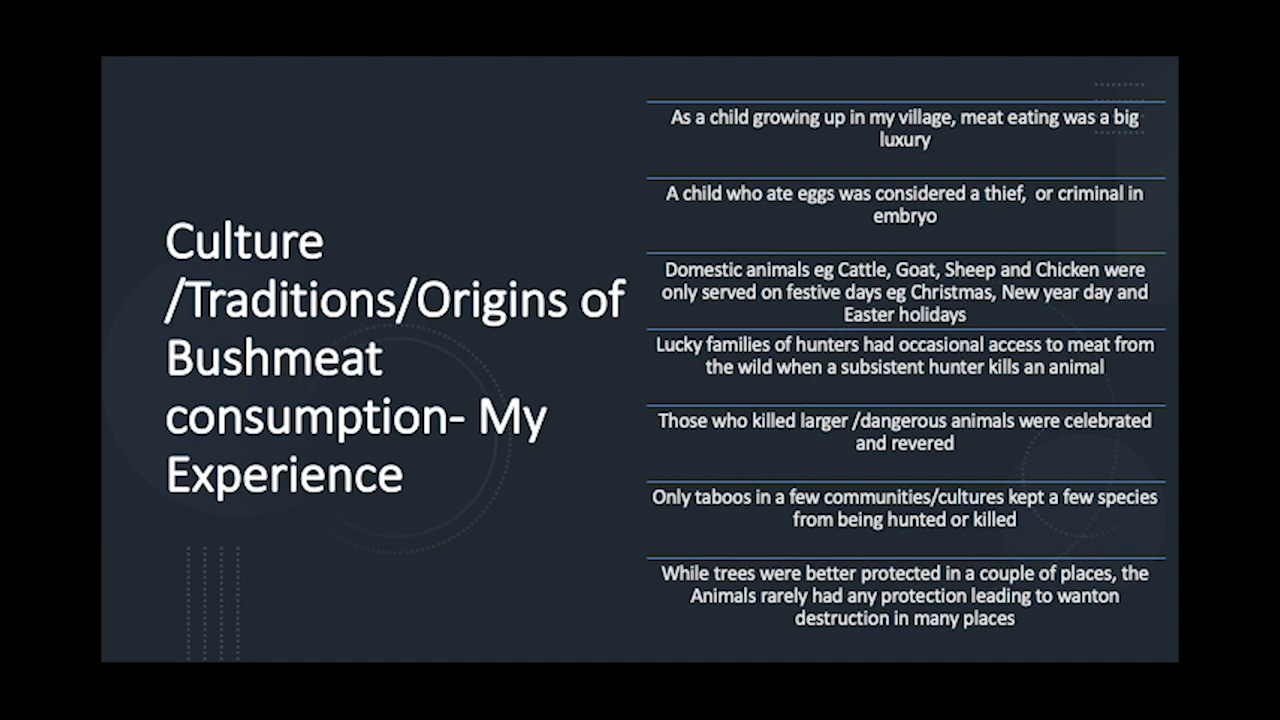 Culture
/Traditions/Origins of
Bushmeat
consumption- My
Experience
As a child growing up in my village, meat eating was a big
luxury
A child who ate eggs was considered a thief,  or criminal in
embryo
Domestic animals eg Cattle, Goat, Sheep and Chicken were
only served on festive days eg Christmas, New year day and
Easter holidays
Lucky families of hunters had occasional access to meat from
the wild when a subsistent hunter kills an animal
Those who killed larger /dangerous animals were celebrated
and revered
Only taboos in a few communities/cultures kept a few species
from being hunted or killed
While trees were better protected in a couple of places, the
Animals rarely had any protection leading to wanton
destruction in many places